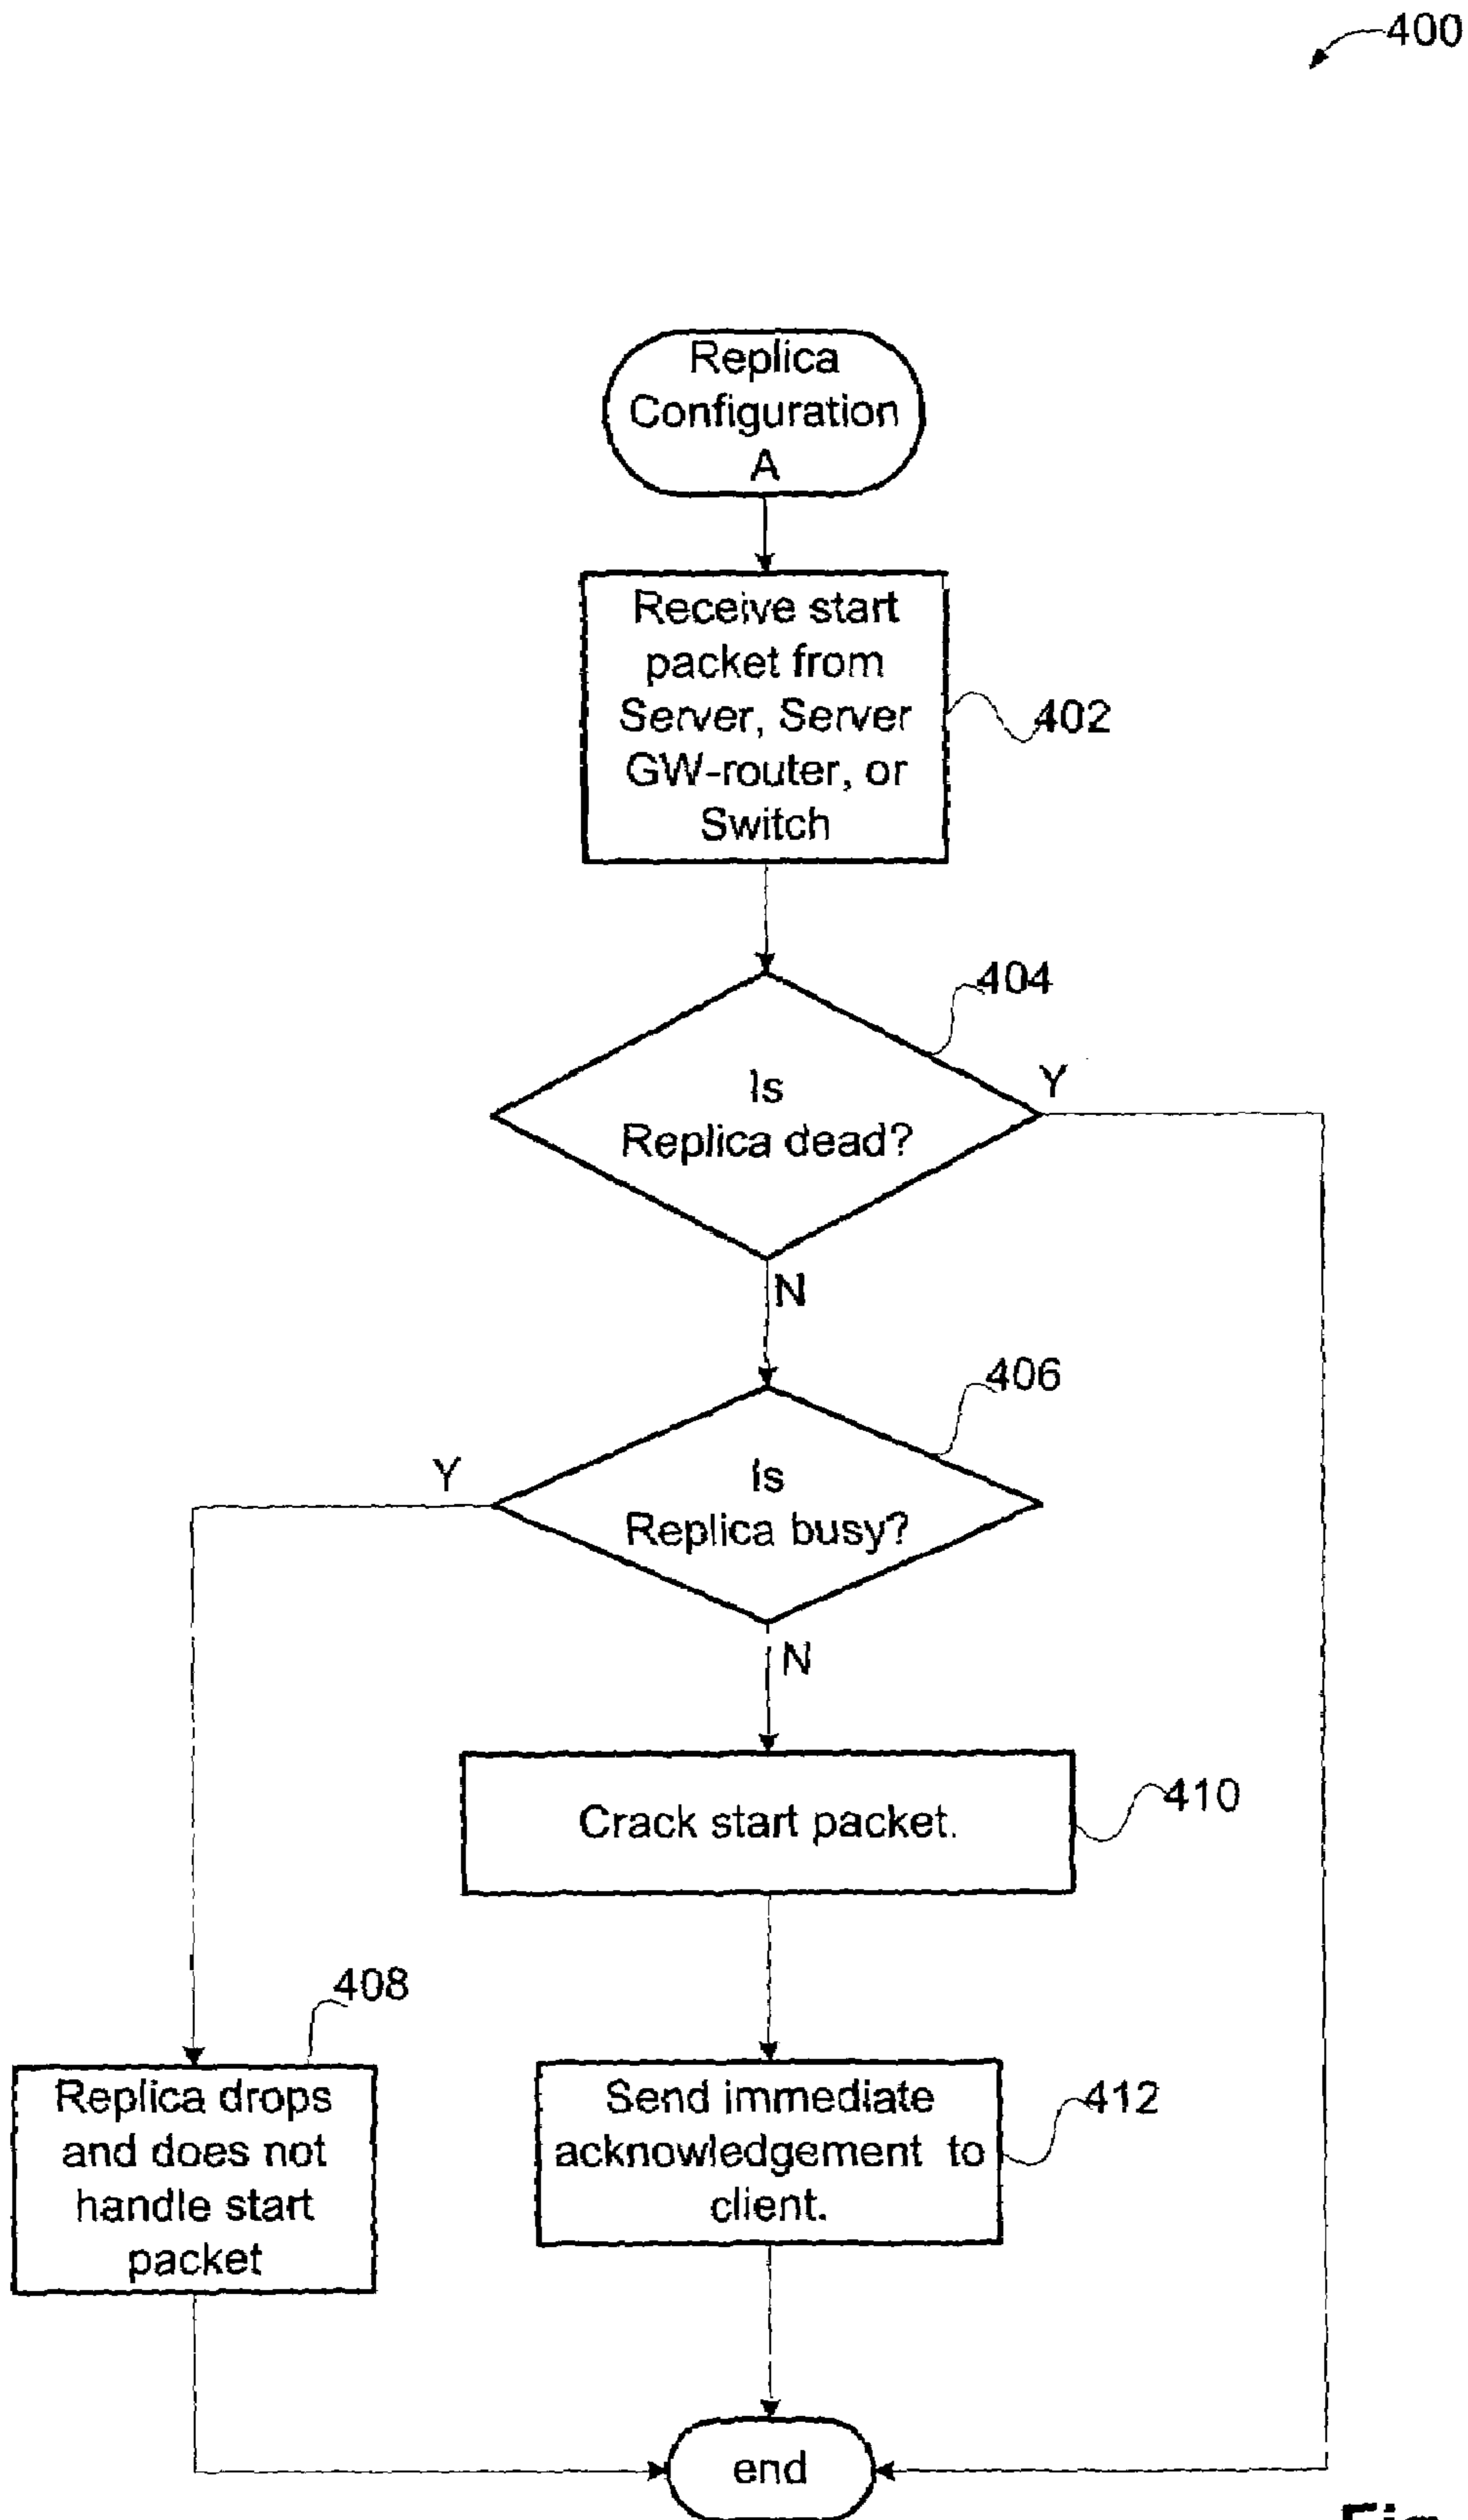 400
Replica
Configuration
A
Receive start
packet from
Server, Server
GW-router, or
Switch
402
404
Is
Replica dead?
Y
N
406
Is
Replica busy?
Y
N
Crack start packet.
410
408
Replica drops
and does not
handle start
packet
Send immediate
acknowledgement to
client.
412
end